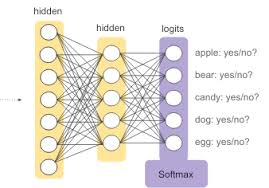 hidden
hidden
logits
apple: yes/no?
bear: yes/no?
candy: yes/no?
dog: yes/no?
egg: yes/no?
Softmax